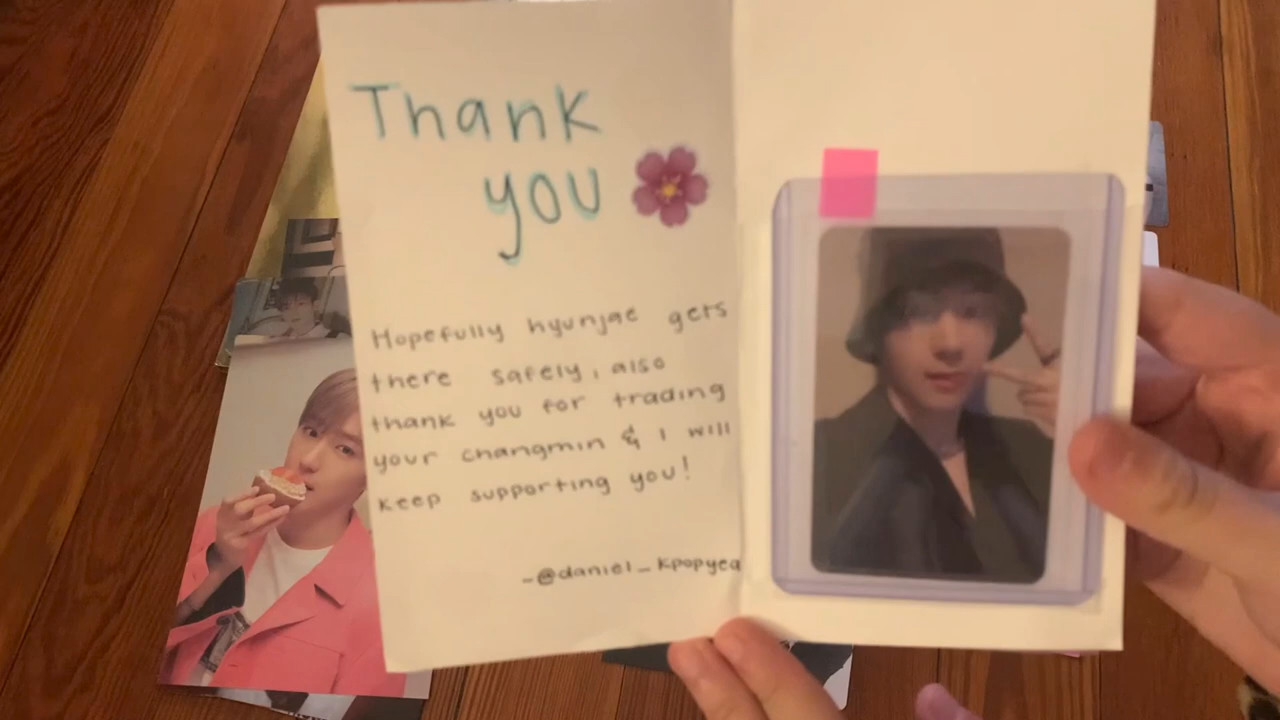 Thank
you
Hopefully hyunjae gets
there safely, also
thank you for trading
your changmin & I will
keep supporting you!
-@daniel_kpopyea